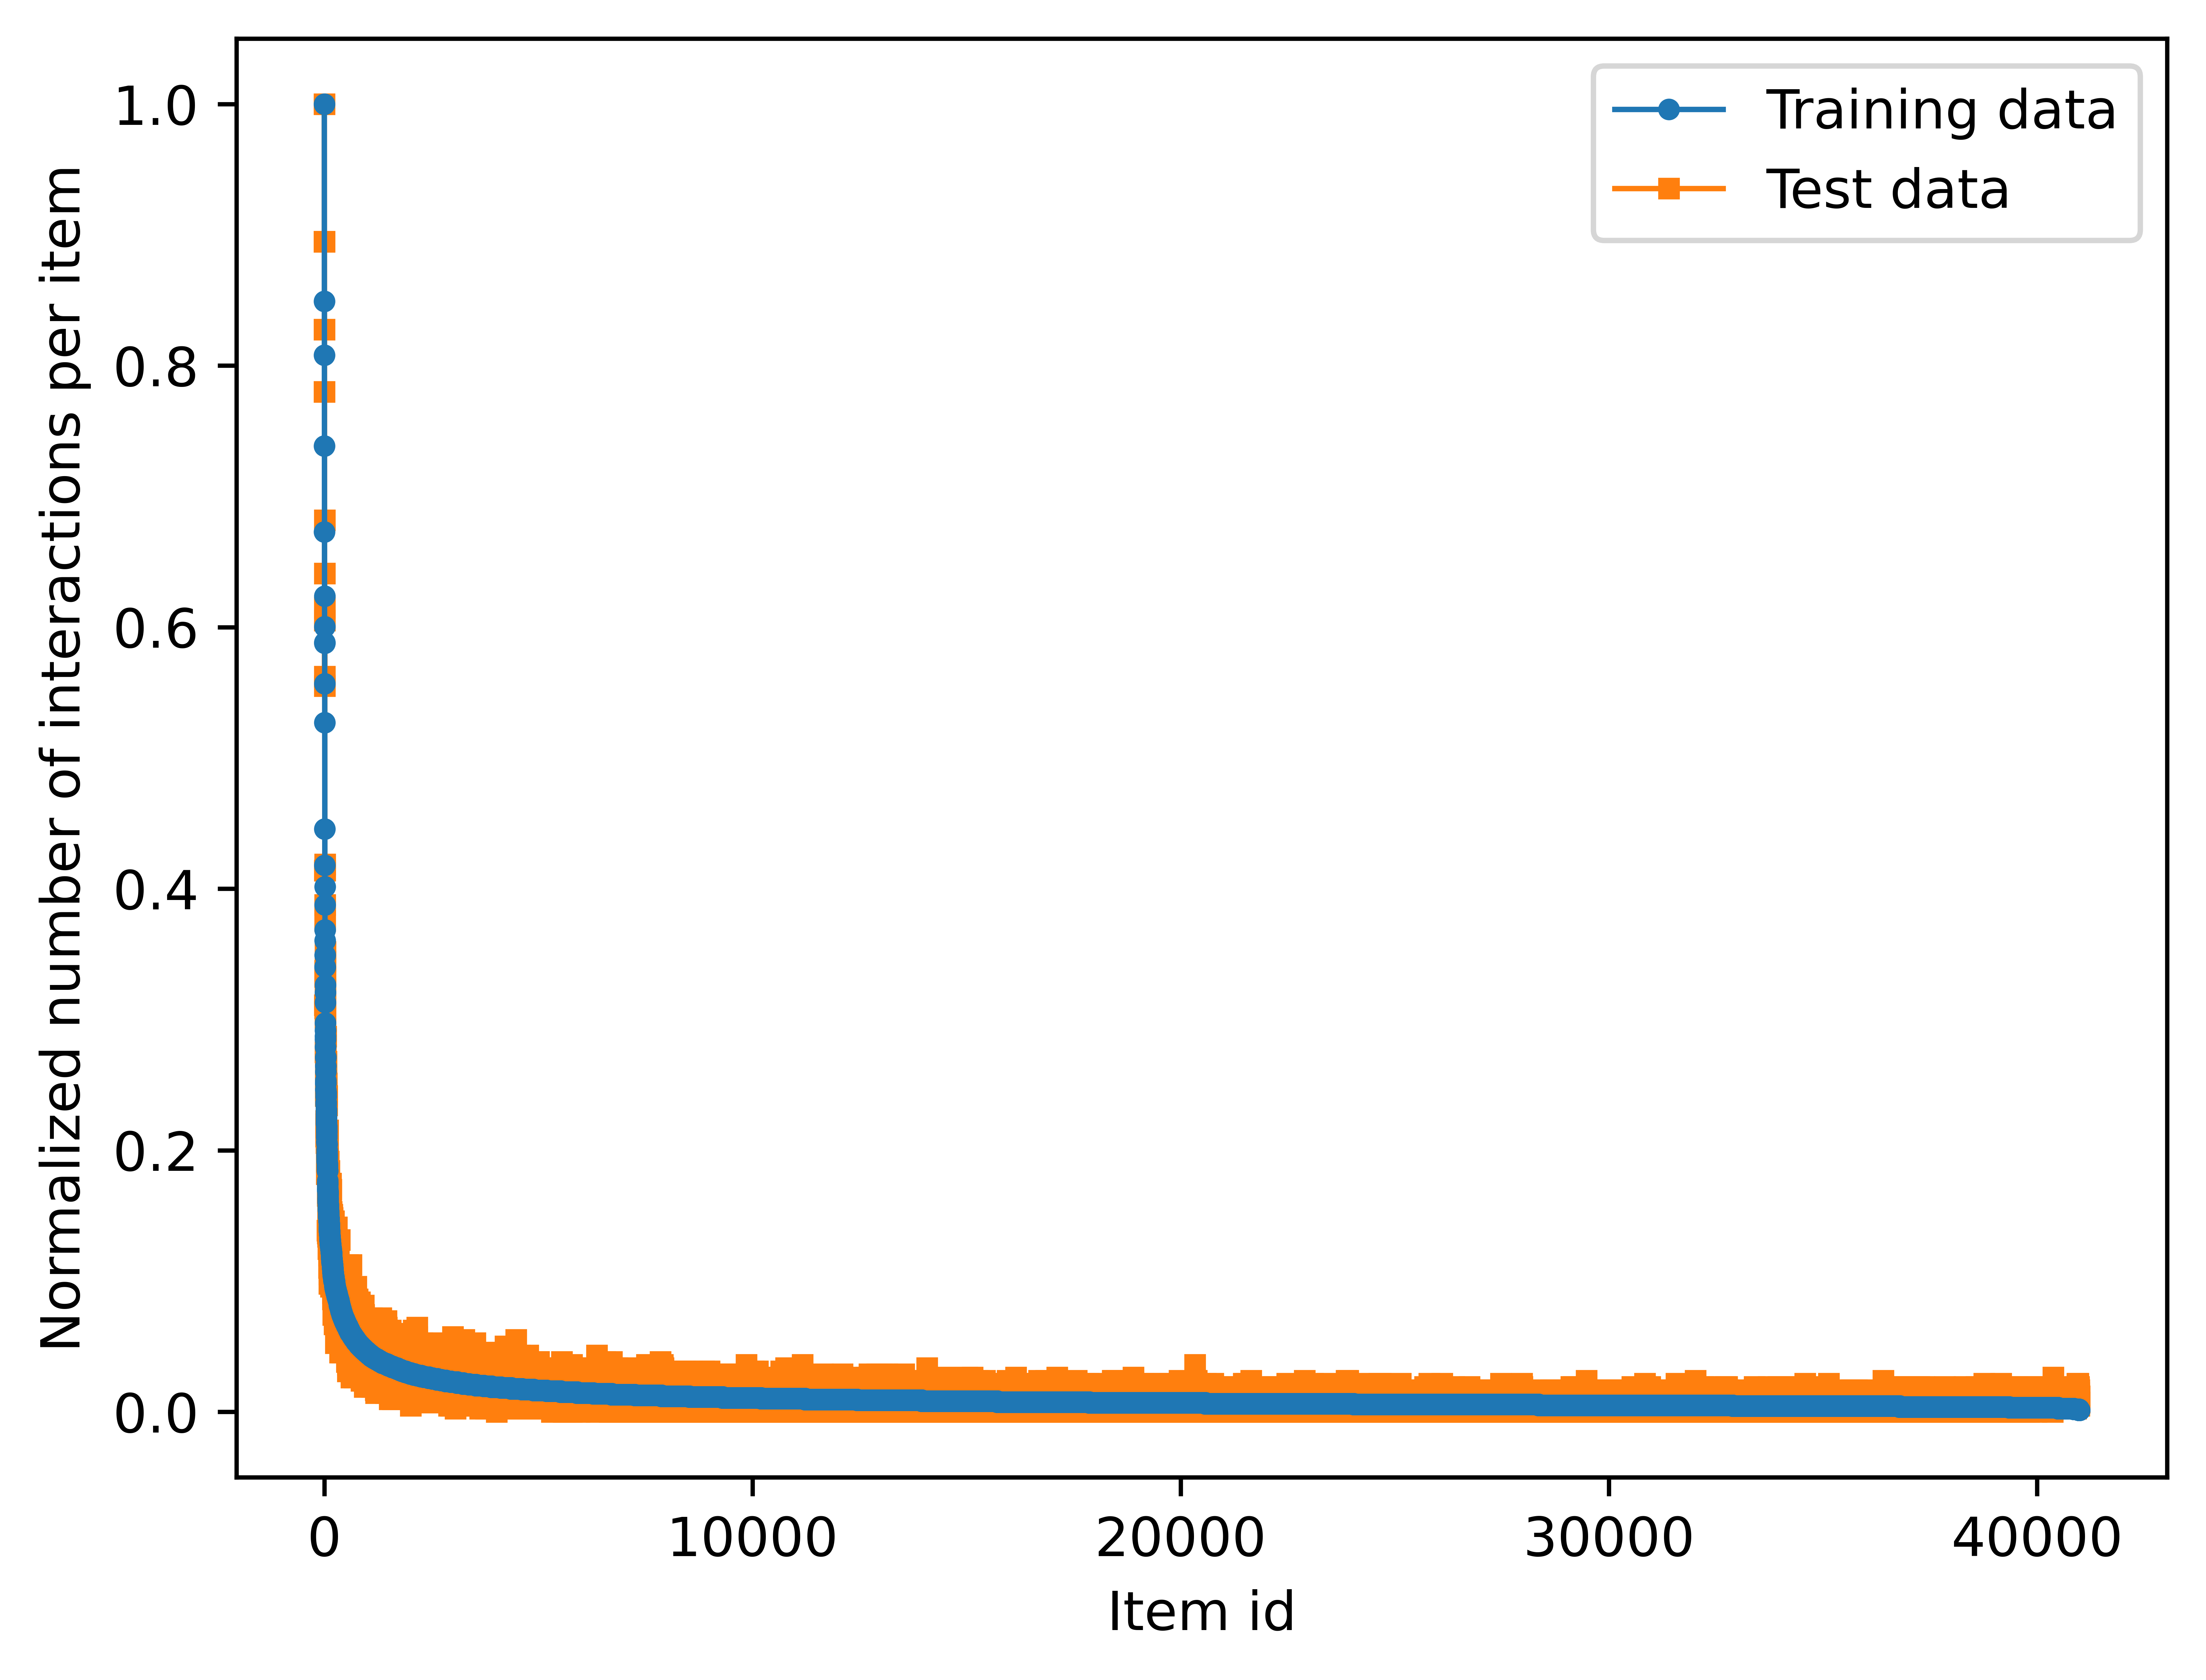 Training data
Test data
Normalized number of interactions per item
1.0
0.8
0.6
0.4
0.2
0.0
0 10000 20000 30000 40000
Item id